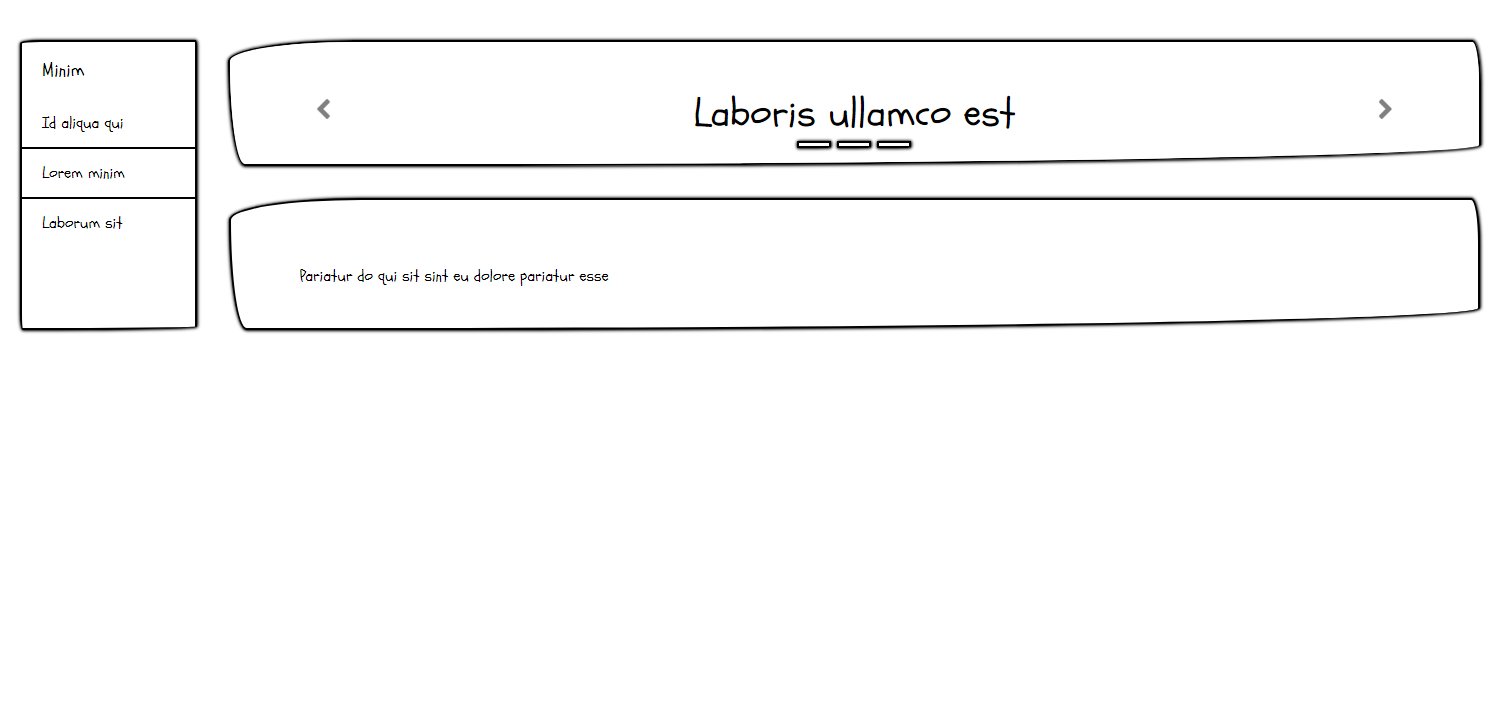 Minim
Id aliqua qui
Lorem minim
Laborum sit
Laboris ullamco est
Pariatur do qui sit sint eu dolore pariatur esse